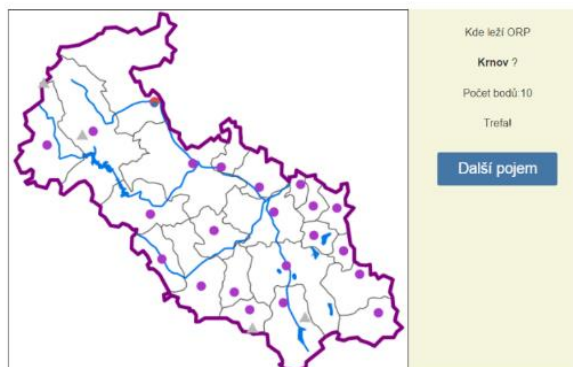 Kde leží ORP
Krnov ?
Počet bodů:10
Trefa!
Další pojem